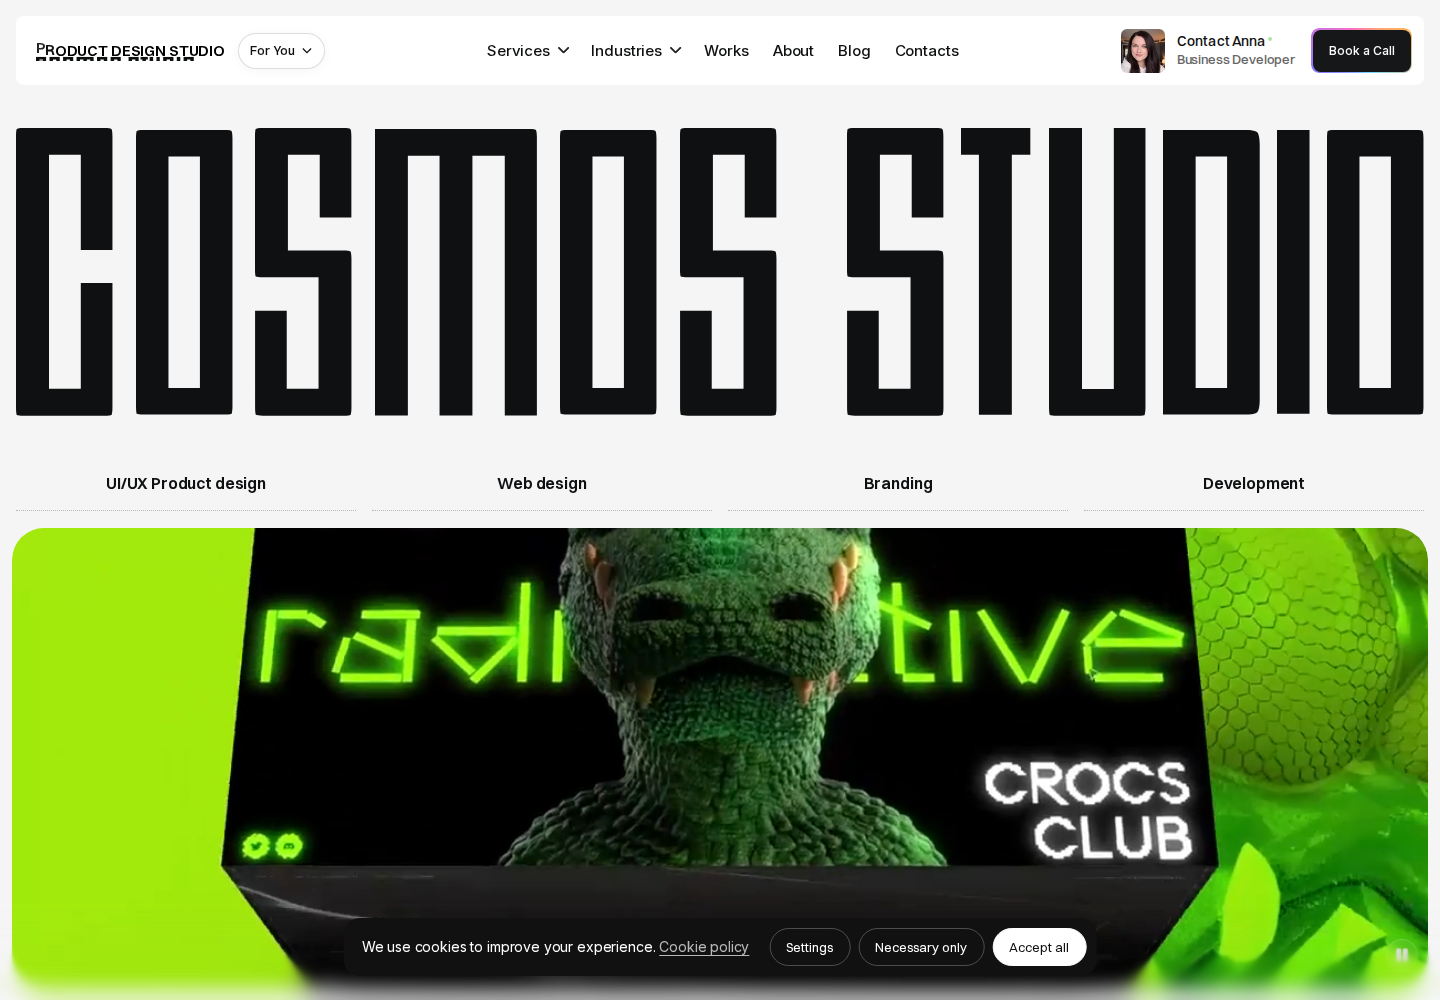 PRODUCT DESIGN STUDIO
For You
Services
Industries
Works
About
Blog
Contacts
Contact Anna
Business Developer
Book a Call
COSMOS STUDIO
UI/UX Product design
Web design
Branding
Development
CROCS
CLUB
We use cookies to improve your experience. Cookie policy
Settings
Necessary only
Accept all